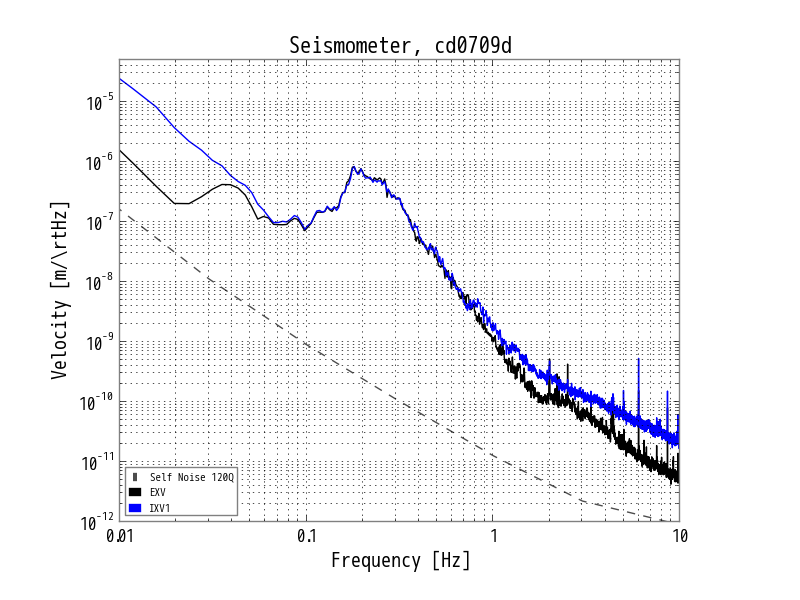 Seismometer, cd0709d
Velocity [m/\rtHz]
10^-5
10^-6
10^-7
10^-8
10^-9
10^-10
10^-11
10^-12
Self Noise 120Q
EXV
IXV1
0.01 0.1 1 10
Frequency [Hz]